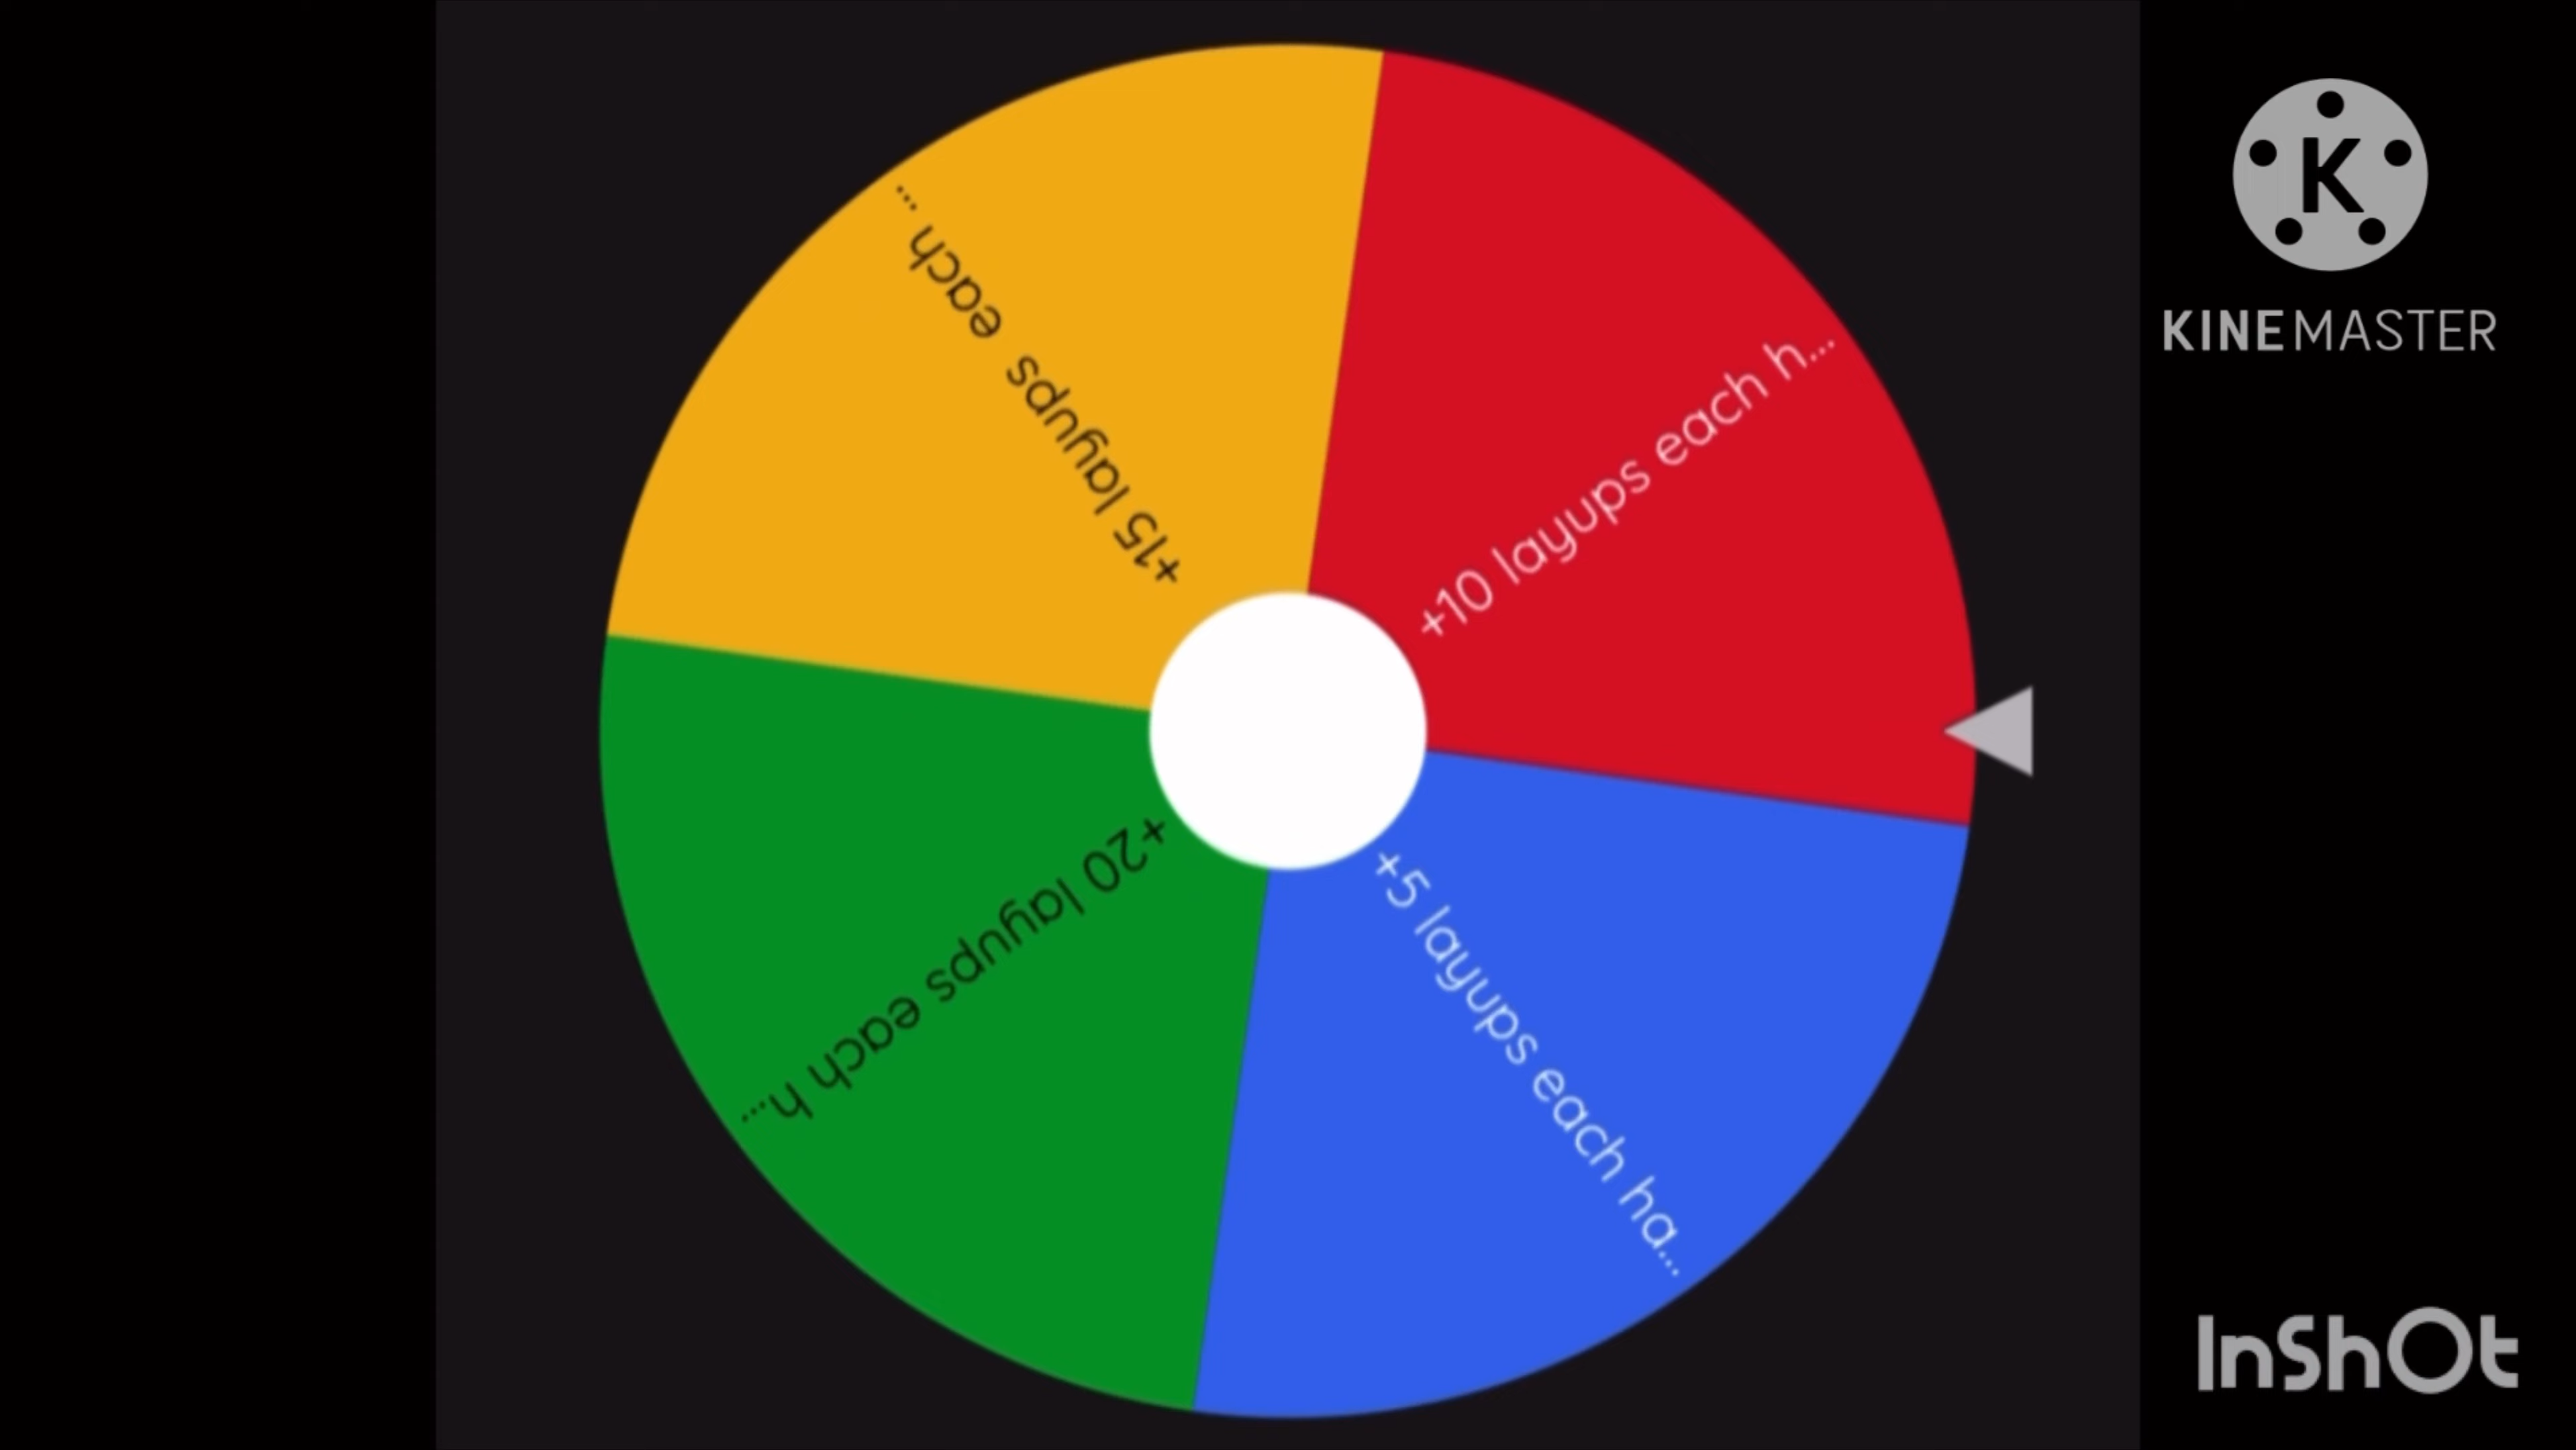 +15 layups each ...
+10 layups each h...
+20 layups each h...
+5 layups each ha...
K
KINEMASTER
InShOt